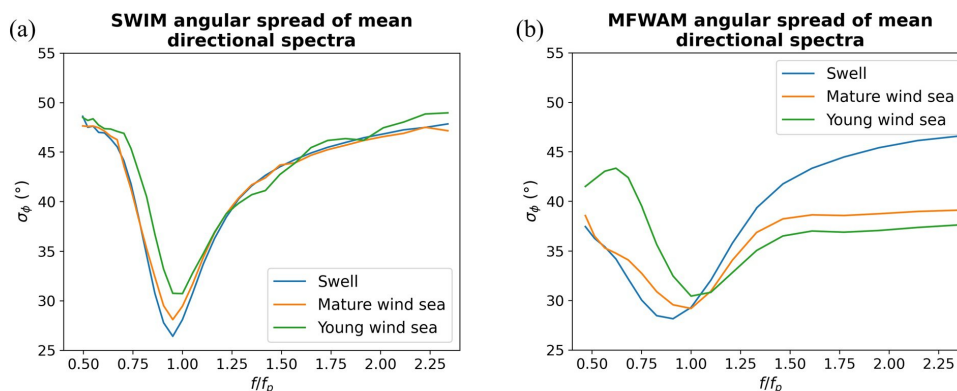 (a)
SWIM angular spread of mean
directional spectra
55
50
45
40
35
30
25
σϕ (°)
0.50 0.75 1.00 1.25 1.50 1.75 2.00 2.25
f/fp
Swell
Mature wind sea
Young wind sea
(b)
MFWAM angular spread of mean
directional spectra
55
50
45
40
35
30
25
σϕ (°)
0.50 0.75 1.00 1.25 1.50 1.75 2.00 2.25
f/fp
Swell
Mature wind sea
Young wind sea